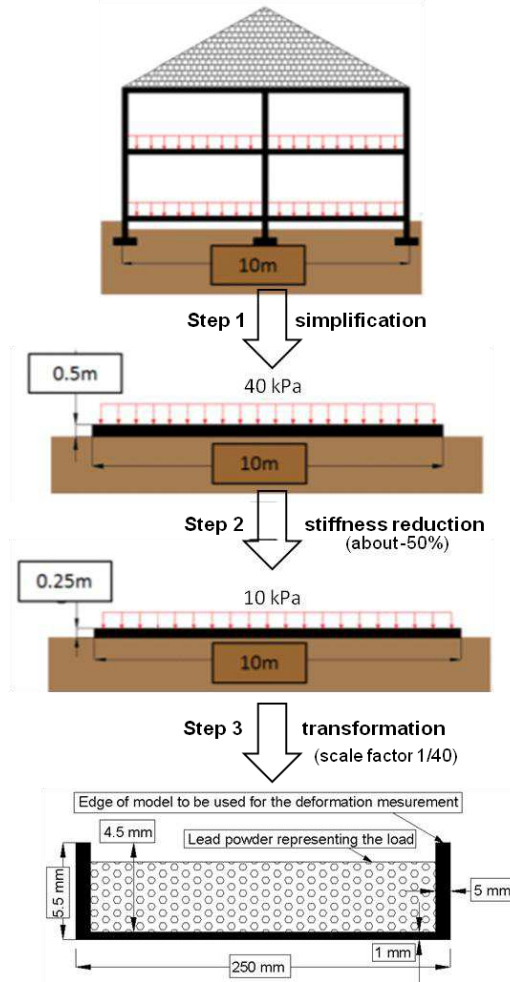 10m
Step 1 simplification
0.5m
40 kPa
10m
Step 2 stiffness reduction
(about-50%)
0.25m
10 kPa
10m
Step 3 transformation
(scale factor 1/40)
Edge of model to be used for the deformation mesurement
4.5 mm
Lead powder representing the load
5.5 mm
5 mm
1 mm
250 mm